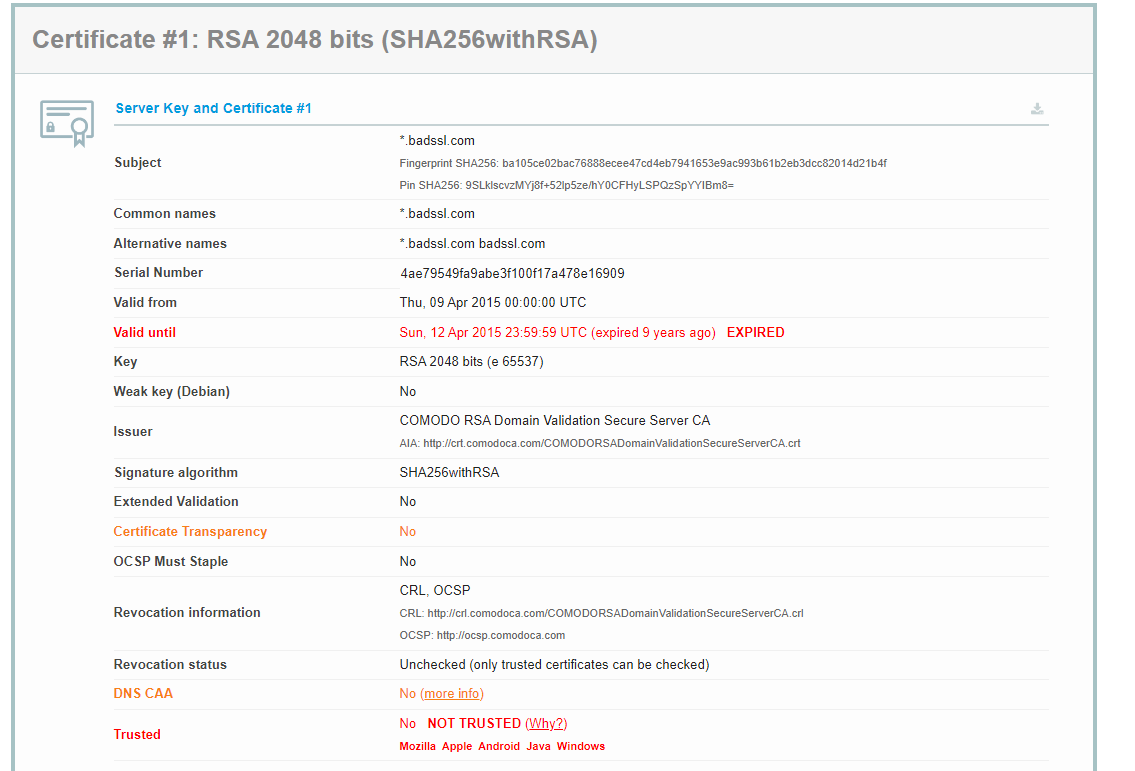 Certificate #1: RSA 2048 bits (SHA256withRSA)
Server Key and Certificate #1
Subject
*.badssl.com
Fingerprint SHA256: ba105ce02bac76888ecee47cd4eb7941653e9ac993b61b2eb3dcc82014d21b4f
Pin SHA256: 9SLklscvzMYj8f+52lp5ze/hY0CFHyLSPQzSpYYIBm8=
Common names *.badssl.com
Alternative names *.badssl.com badssl.com
Serial Number 4ae79549fa9abe3f100f17a478e16909
Valid from Thu, 09 Apr 2015 00:00:00 UTC
Valid until Sun, 12 Apr 2015 23:59:59 UTC (expired 9 years ago) EXPIRED
Key RSA 2048 bits (e 65537)
Weak key (Debian) No
Issuer
COMODO RSA Domain Validation Secure Server CA
AIA: http://crt.comodoca.com/COMODORSADomainValidationSecureServerCA.crt
Signature algorithm SHA256withRSA
Extended Validation No
Certificate Transparency No
OCSP Must Staple No
Revocation information
CRL, OCSP
CRL: http://crl.comodoca.com/COMODORSADomainValidationSecureServerCA.crl
OCSP: http://ocsp.comodoca.com
Revocation status Unchecked (only trusted certificates can be checked)
DNS CAA No (more info)
Trusted
No NOT TRUSTED (Why?)
Mozilla Apple Android Java Windows